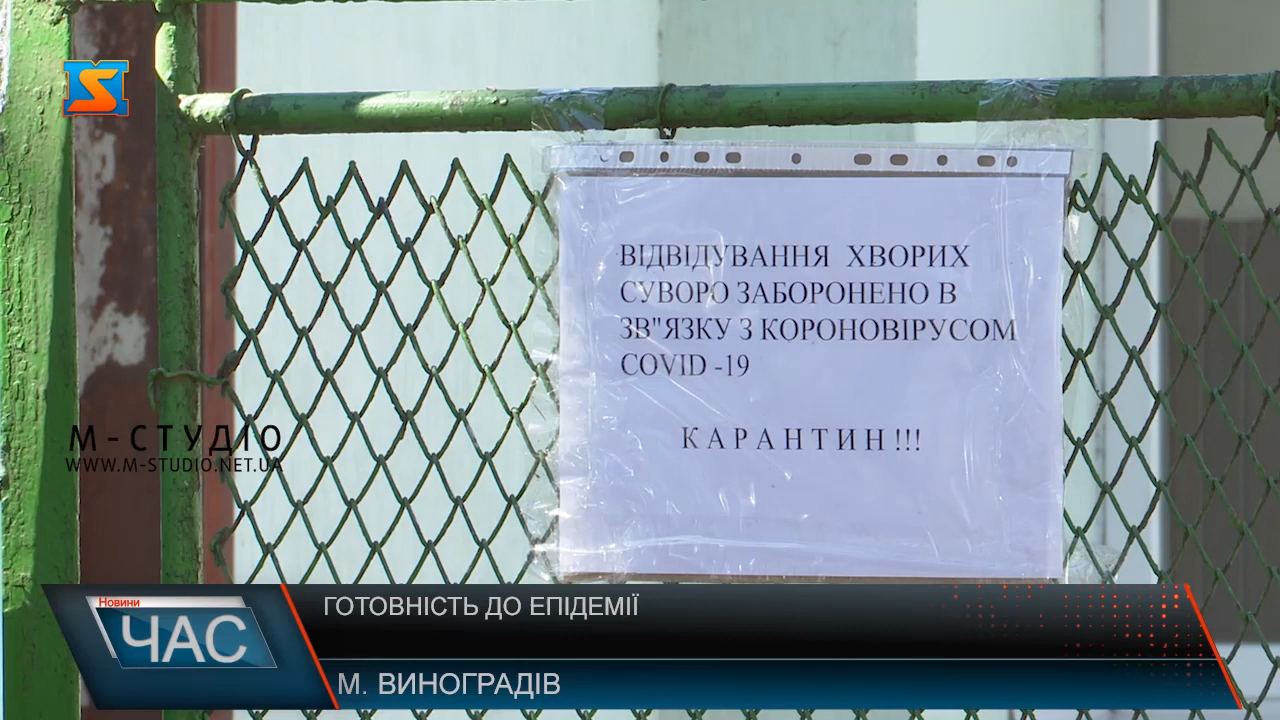 ВІДВІДУВАННЯ ХВОРИХ
СУВОРО ЗАБОРОНЕНО В
ЗВ"ЯЗКУ З КОРОНОВІРУСОМ
COVID -19
КАРАНТИН!!!
М-СТУДІО
WWW.M-STUDIO.NET.UA
Новини
ЧАС
ГОТОВНІСТЬ ДО ЕПІДЕМІЇ
М. ВИНОГРАДІВ